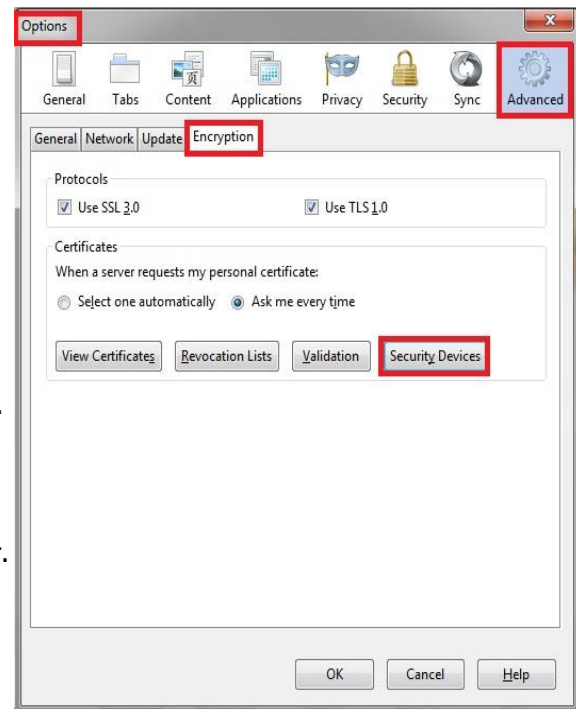 Options
X
页
General Tabs Content Applications Privacy Security Sync Advanced
General Network Update Encryption
Protocols
Use SSL 3.0 Use TLS 1.0
Certificates
When a server requests my personal certificate:
Select one automatically Ask me every time
View Certificates Revocation Lists Validation Security Devices
.
r.
OK Cancel Help